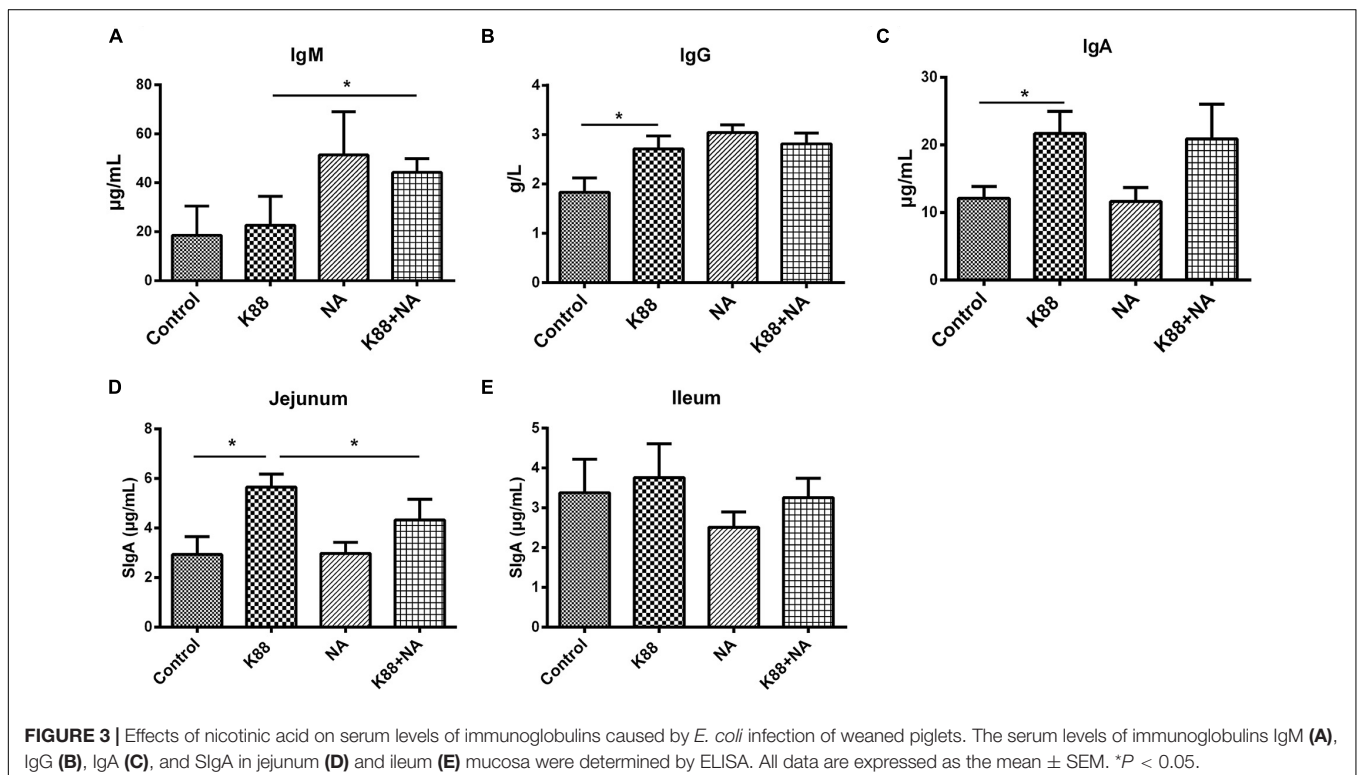 A
IgM
*
80
60
40
20
0
µg/mL
Control
K88
NA
K88+NA
B
IgG
*
4
3
2
1
0
g/L
Control
K88
NA
K88+NA
C
IgA
*
30
20
10
0
µg/mL
Control
K88
NA
K88+NA
D
Jejunum
* *
8
6
4
2
0
SIgA (µg/mL)
Control
K88
NA
K88+NA
E
Ileum
5
4
3
2
1
0
SIgA (µg/mL)
Control
K88
NA
K88+NA
FIGURE 3 | Effects of nicotinic acid on serum levels of immunoglobulins caused by E. coli infection of weaned piglets. The serum levels of immunoglobulins IgM (A),
IgG (B), IgA (C), and SIgA in jejunum (D) and ileum (E) mucosa were determined by ELISA. All data are expressed as the mean ± SEM. *P < 0.05.